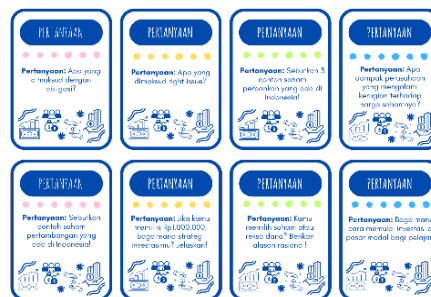 PERTANYAAN
Pertanyaan: Apa yang
dimaksud dengan
obligasi?
PERTANYAAN
Pertanyaan: Apa yang
dimaksud right issue?
PERTANYAAN
Pertanyaan: Sebutkan 3
contoh saham
perbankan yang ada di
Indonesia!
PERTANYAAN
Pertanyaan: Apa
dampak perusahaan
yang mengalami
kerugian terhadap
harga sahamnya?
PERTANYAAN
Pertanyaan: Sebutkan
contoh saham
pertambangan yang
ada di Indonesia!
PERTANYAAN
Pertanyaan: Jika kamu
memiliki Rp1.000.000,
bagaimana strategi
investasimu? Jelaskan!
PERTANYAAN
Pertanyaan: Kamu
memilih saham atau
reksa dana? Berikan
alasan rasional!
PERTANYAAN
Pertanyaan: Bagaimana
cara memulai investasi di
pasar modal bagi pelajar